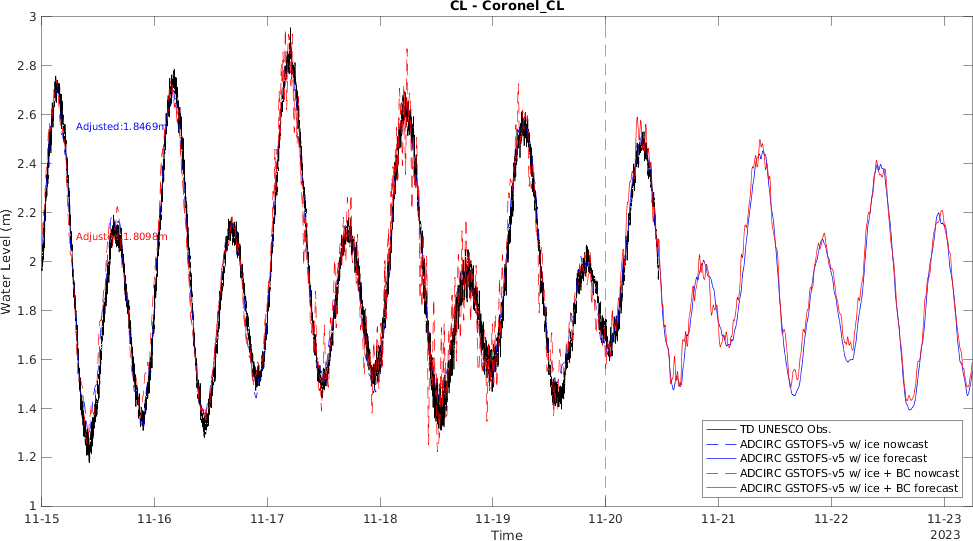 CL - Coronel_CL
3
2.8
2.6
2.4
2.2
2
1.8
1.6
1.4
1.2
1
Water Level (m)
Adjusted:1.8469m
Adjusted:1.8098m
TD UNESCO Obs.
ADCIRC GSTOFS-v5 w/ ice nowcast
ADCIRC GSTOFS-v5 w/ ice forecast
ADCIRC GSTOFS-v5 w/ ice + BC nowcast
ADCIRC GSTOFS-v5 w/ ice + BC forecast
11-15 11-16 11-17 11-18 11-19 11-20 11-21 11-22 11-23
Time
2023